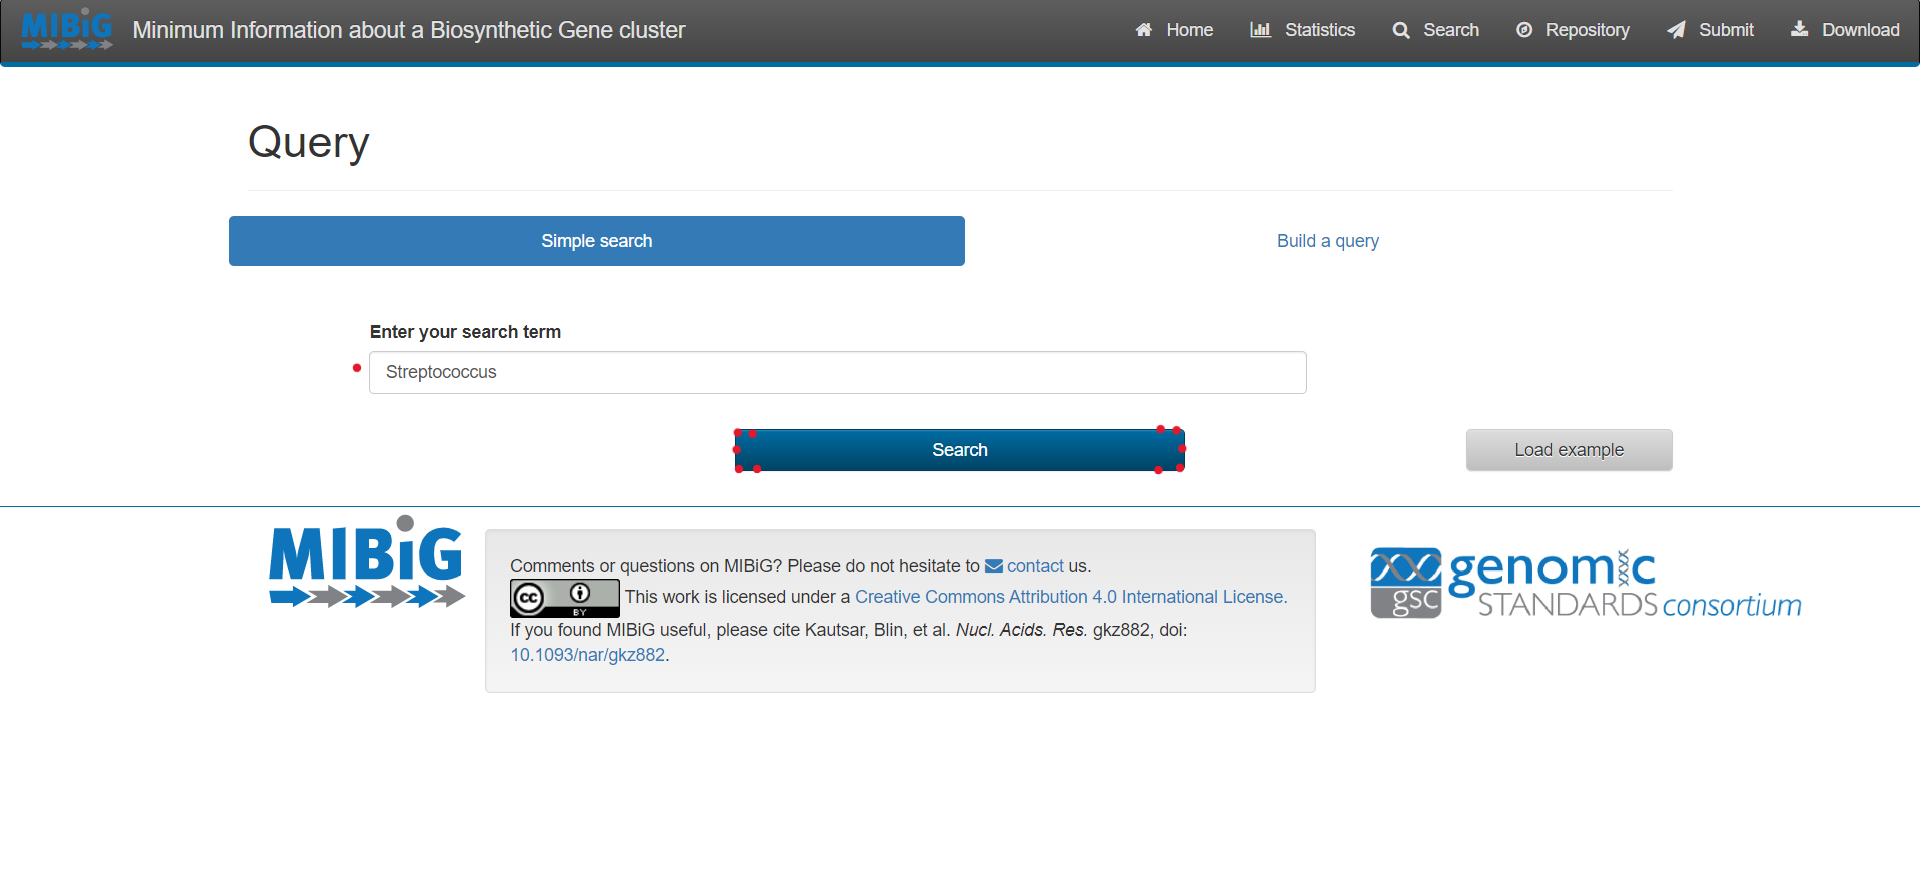 MIBiG Minimum Information about a Biosynthetic Gene cluster Home Statistics Search Repository Submit Download
Query
Simple search Build a query
Enter your search term
Streptococcus
Search Load example
MIBiG
Comments or questions on MIBiG? Please do not hesitate to contact us.
cc BY This work is licensed under a Creative Commons Attribution 4.0 International License.
If you found MIBiG useful, please cite Kautsar, Blin, et al. Nucl. Acids. Res. gkz882, doi:
10.1093/nar/gkz882.
gsc genomic
STANDARDS consortium